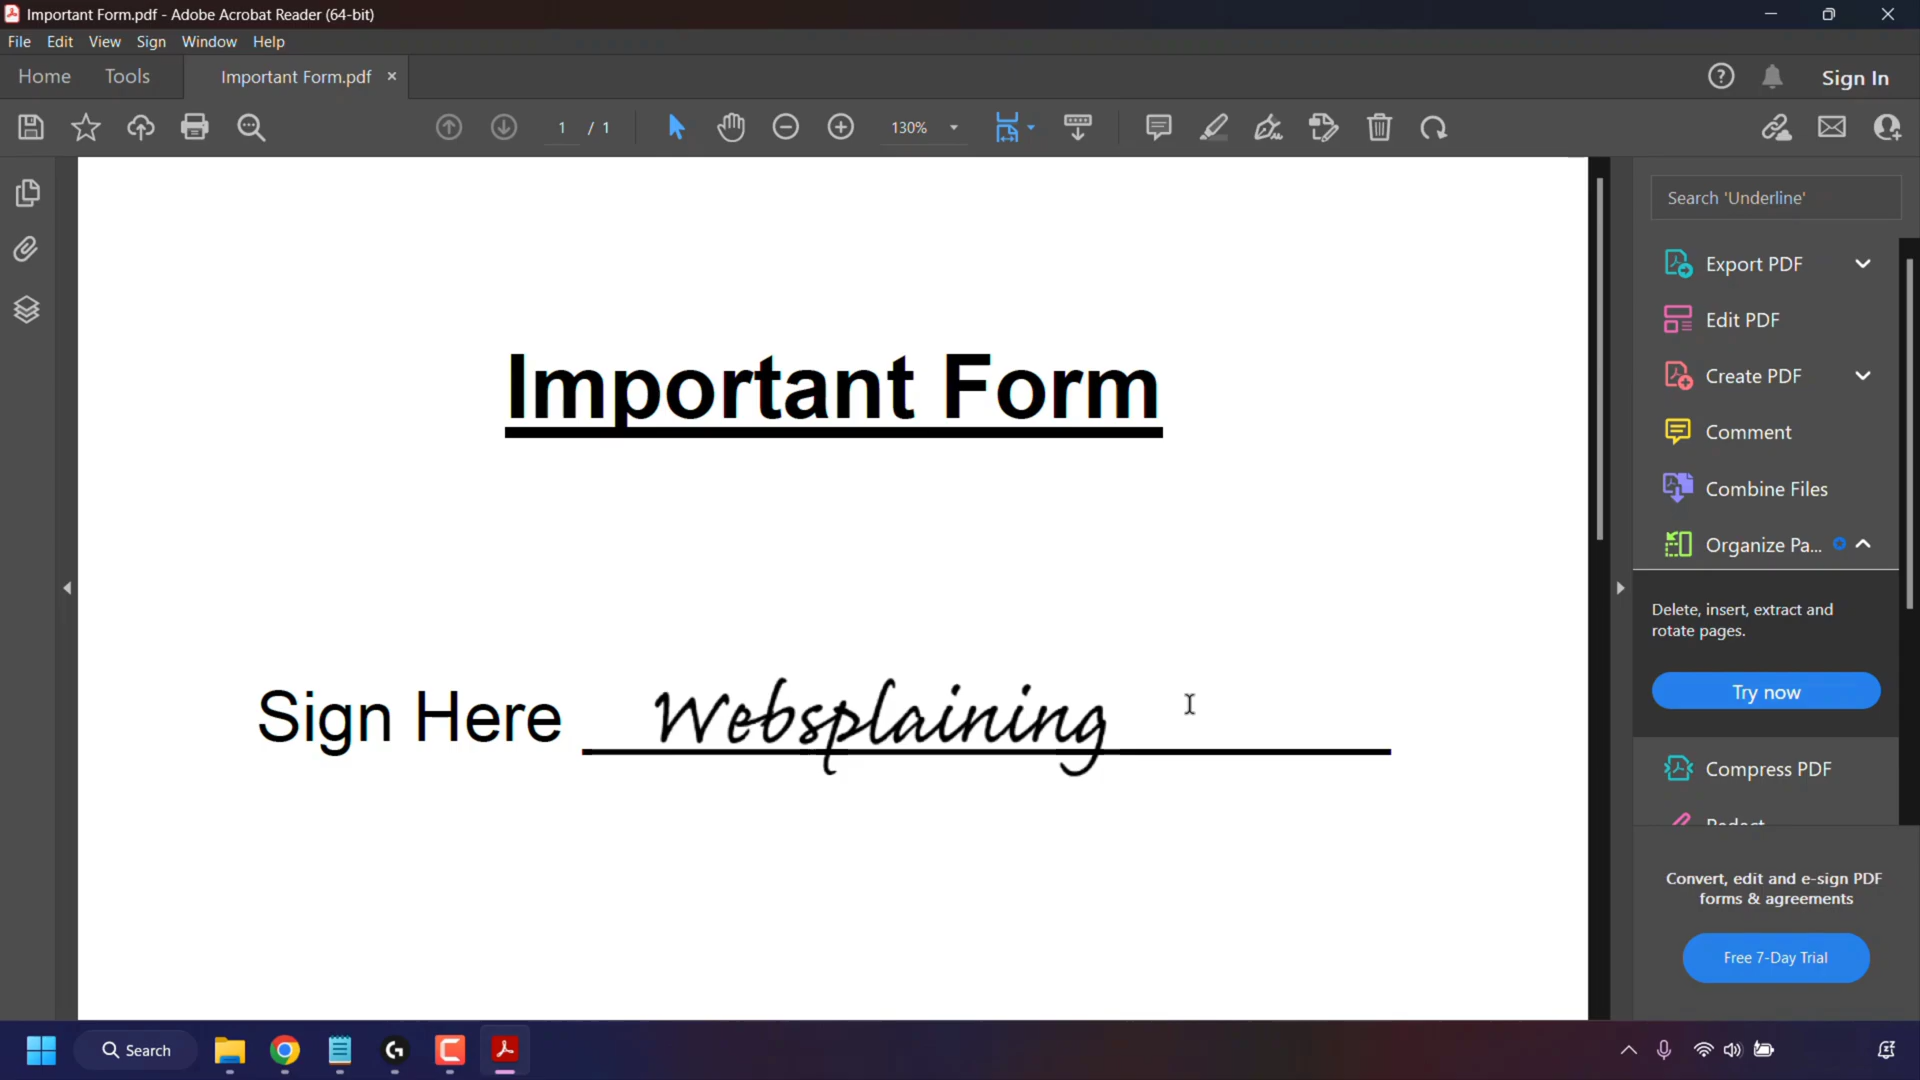 Important Form.pdf - Adobe Acrobat Reader (64-bit)
File Edit View Sign Window Help
Home Tools Important Form.pdf × Sign In
1 / 1 130%
Search 'Underline'
Export PDF
Edit PDF
Create PDF
Comment
Combine Files
Organize Pa...
Delete, insert, extract and
rotate pages.
Try now
Compress PDF
Redact
Convert, edit and e-sign PDF
forms & agreements
Free 7-Day Trial
Important Form
Sign Here Websplaining
Search